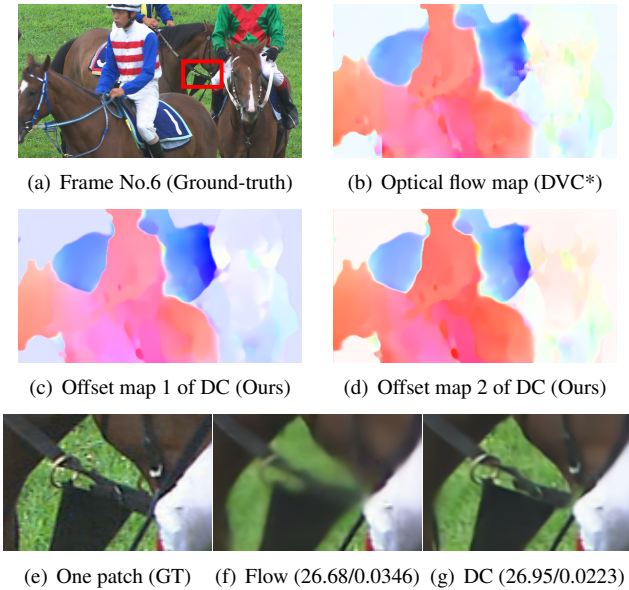 (a) Frame No.6 (Ground-truth)
(b) Optical flow map (DVC*)
(c) Offset map 1 of DC (Ours)
(d) Offset map 2 of DC (Ours)
(e) One patch (GT)
(f) Flow (26.68/0.0346)
(g) DC (26.95/0.0223)